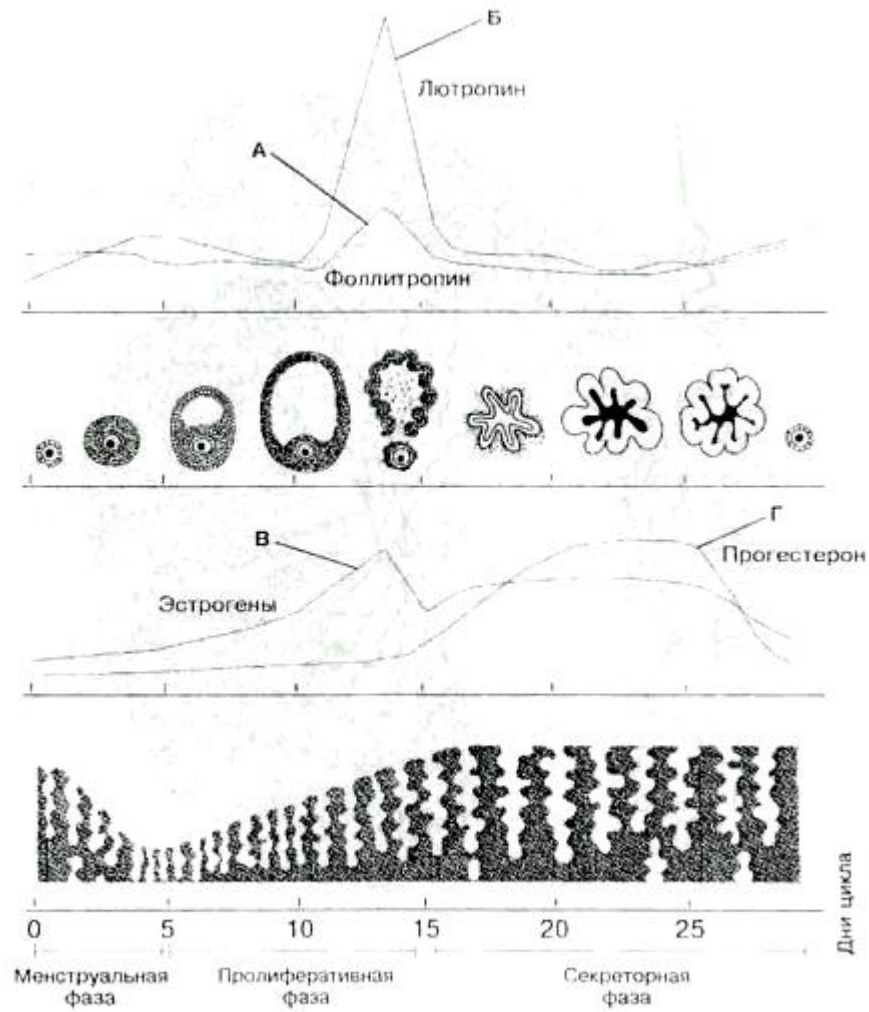 Б
Лютропин
А
Фоллитропин
В
Г
Прогестерон
Эстрогены
0 5 10 15 20 25
Дни цикла
Менструальная фаза
Пролиферативная фаза
Секреторная фаза